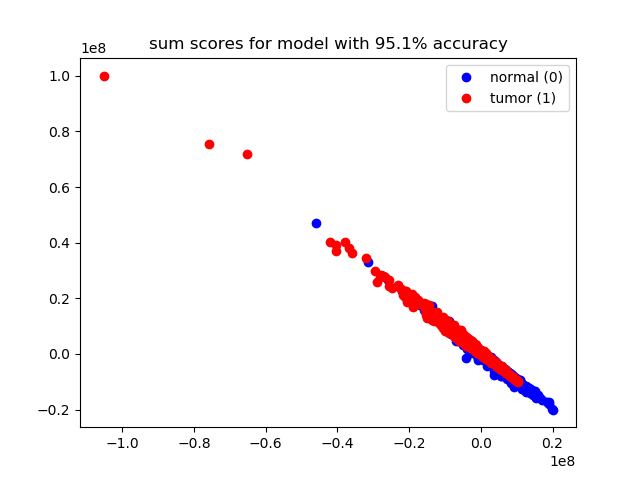 sum scores for model with 95.1% accuracy
1e8
normal (0)
tumor (1)
1.0
0.8
0.6
0.4
0.2
0.0
−0.2
−1.0 −0.8 −0.6 −0.4 −0.2 0.0 0.2
1e8